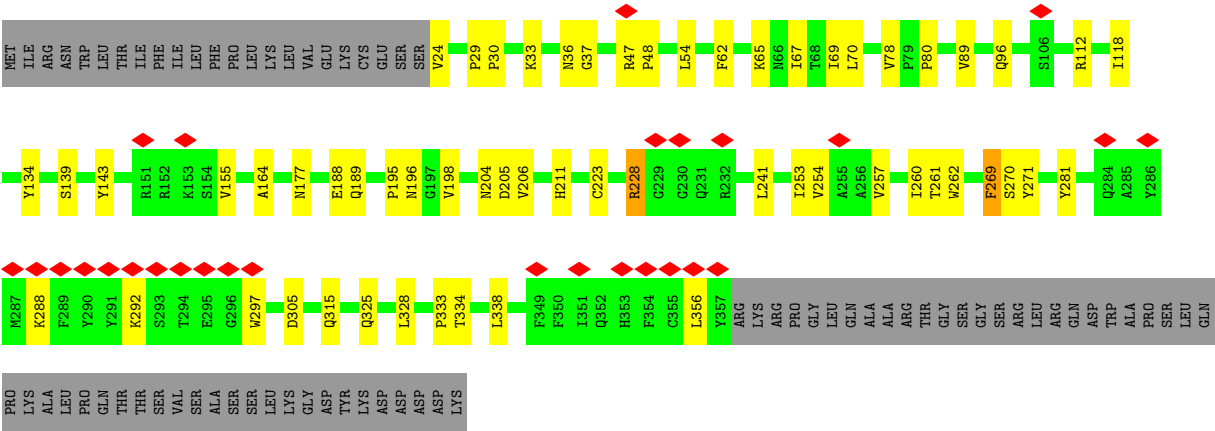 MET ILE ARG ASN TRP LEU THR ILE PHE ILE LEU PHE PRO LEU LYS LEU VAL GLU LYS CYS GLU SER SER V24 P29 P30 K33 N36 G37 R47 P48 L54 F62 K65 N66 I67 T68 I69 L70 V78 P79 P80 V89 Q96 S106 R112 I118
Y134 S139 Y143 R151 R152 K153 S154 V155 A164 N177 E188 Q189 P195 N196 G197 V198 N204 D205 V206 H211 C223 R228 G229 G230 Q231 R232 L241 I253 V254 A255 A256 V257 I260 T261 W262 F269 S270 Y271 Y281 Q284 A285 Y286
M287 K288 F289 Y290 Y291 K292 S293 T294 E295 G296 W297 D305 Q315 Q325 L328 P333 T334 L338 F349 F350 I351 Q352 H353 F354 C355 L356 Y357 ARG LYS ARG PRO GLY LEU GLN ALA ALA ARG THR GLY SER GLY SER ARG LEU ARG GLN ASP TRP ALA PRO SER LEU GLN
PRO LYS ALA LEU PRO GLN THR THR SER VAL SER ALA SER SER LEU LYS GLY ASP TYR LYS ASP ASP ASP ASP LYS